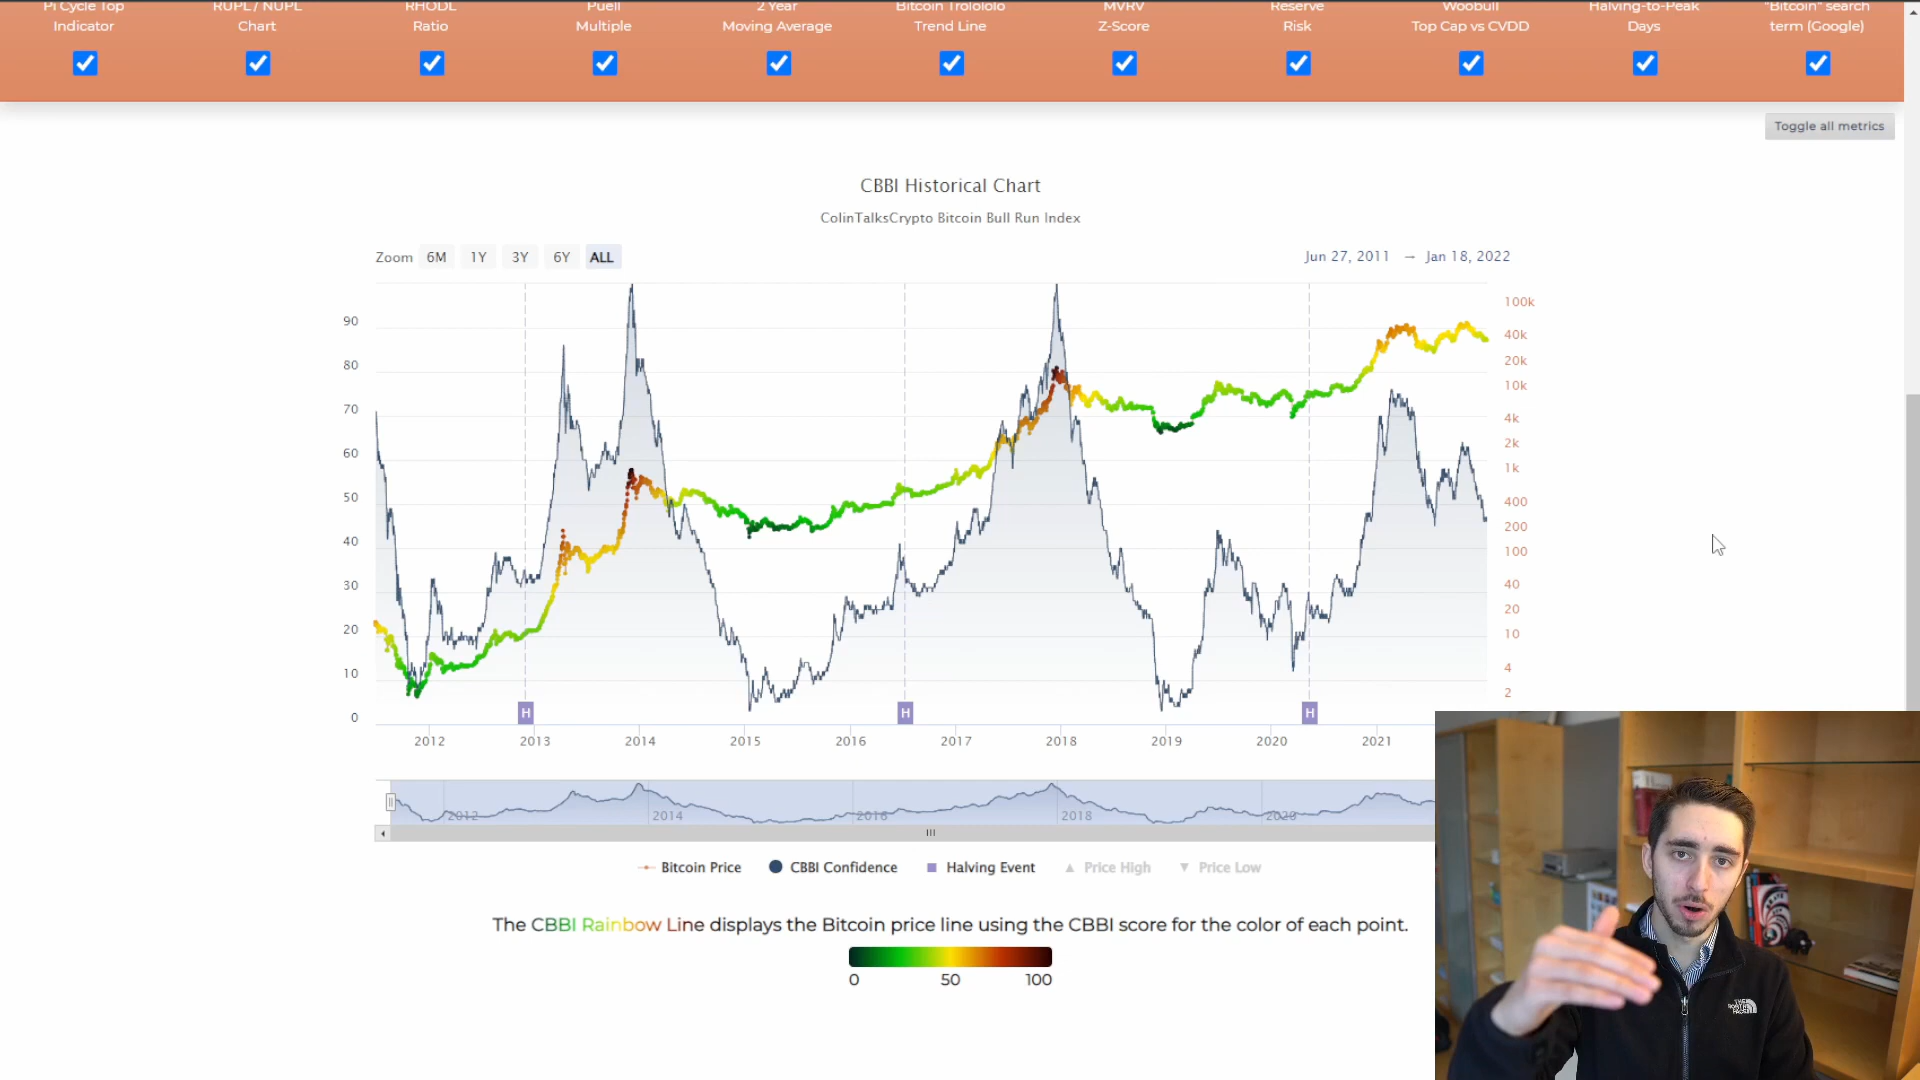 Pi Cycle Top
Indicator
RUPL / NUPL
Chart
RHODL
Ratio
Puell
Multiple
2 Year
Moving Average
Bitcoin Trolololo
Trend Line
MVRV
Z-Score
Reserve
Risk
Woobull
Top Cap vs CVDD
Halving-to-Peak
Days
"Bitcoin" search
term (Google)
Toggle all metrics
CBBI Historical Chart
ColinTalksCrypto Bitcoin Bull Run Index
Zoom 6M 1Y 3Y 6Y ALL
Jun 27, 2011 → Jan 18, 2022
90
80
70
60
50
40
30
20
10
0
100k
40k
20k
10k
4k
2k
1k
400
200
100
40
20
10
4
2
H H H
2012 2013 2014 2015 2016 2017 2018 2019 2020 2021
2012 2014 2016 2018 2020
Bitcoin Price CBBI Confidence Halving Event Price High Price Low
The CBBI Rainbow Line displays the Bitcoin price line using the CBBI score for the color of each point.
0 50 100
THE
NORTH
FACE